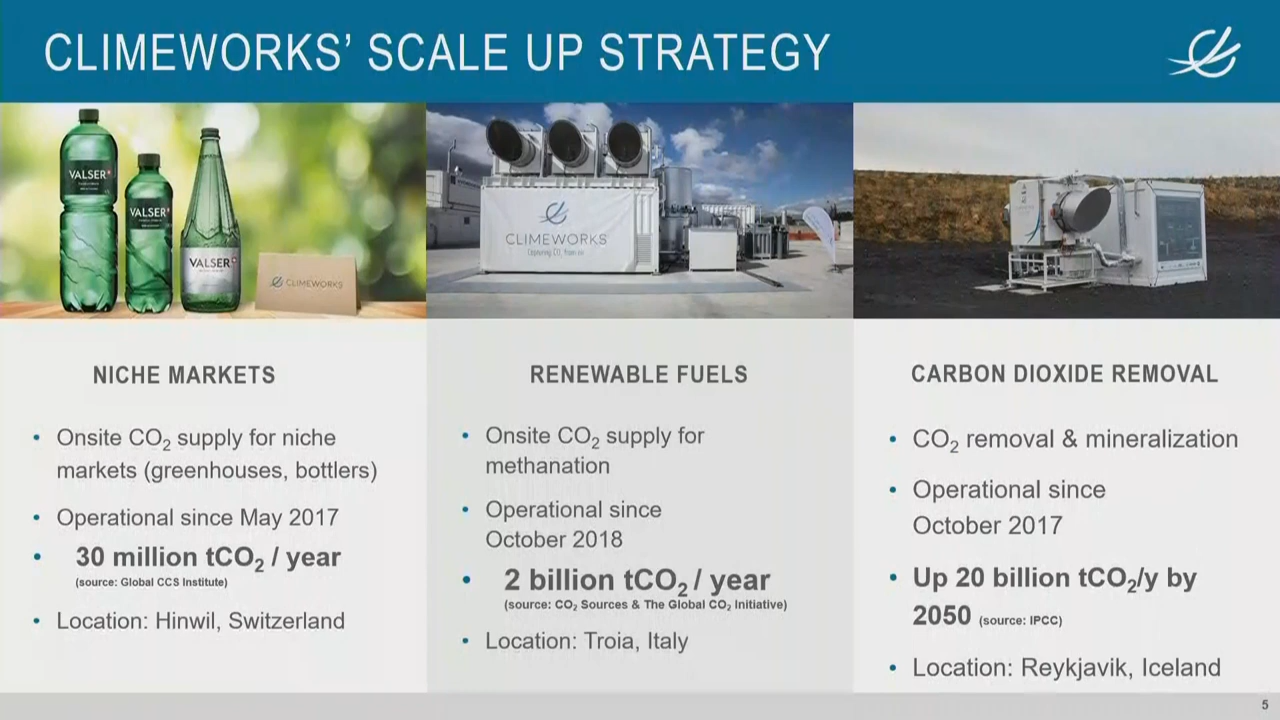 CLIMEWORKS’ SCALE UP STRATEGY
VALSER
VALSER
VALSER
CLIMEWORKS
CLIMEWORKS
Capturing CO₂ from air
NICHE MARKETS
• Onsite CO₂ supply for niche
markets (greenhouses, bottlers)
• Operational since May 2017
• 30 million tCO₂ / year
(source: Global CCS Institute)
• Location: Hinwil, Switzerland
RENEWABLE FUELS
• Onsite CO₂ supply for
methanation
• Operational since
October 2018
• 2 billion tCO₂ / year
(source: CO₂ Sources & The Global CO₂ Initiative)
• Location: Troia, Italy
CARBON DIOXIDE REMOVAL
• CO₂ removal & mineralization
• Operational since
October 2017
• Up 20 billion tCO₂/y by
2050 (source: IPCC)
• Location: Reykjavik, Iceland
5